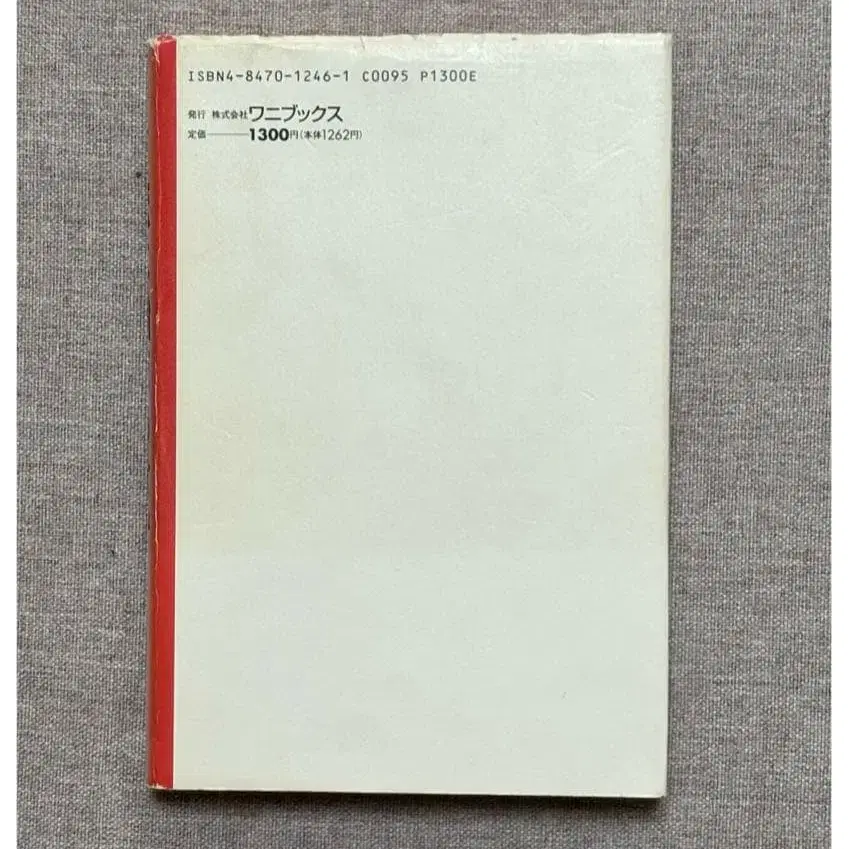 ISBN4-8470-1246-1 C0095 P1300E
発行 株式会社ワニブックス
定価———1300円(本体1262円)